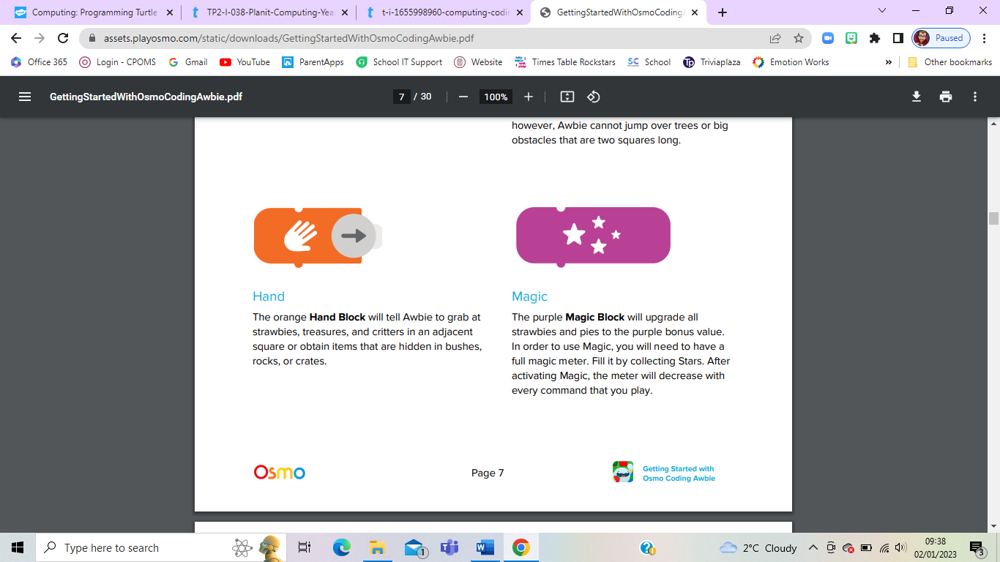 Computing: Programming Turtle
TP2-I-038-Planit-Computing-Yea
t-i-1655998960-computing-codi
GettingStartedWithOsmoCodingA
assets.playosmo.com/static/downloads/GettingStartedWithOsmoCodingAwbie.pdf
Paused
Office 365
Login - CPOMS
Gmail
YouTube
ParentApps
School IT Support
Website
Times Table Rockstars
SC School
Tp Triviaplaza
Emotion Works
»
Other bookmarks
GettingStartedWithOsmoCodingAwbie.pdf
7 / 30
100%
however, Awbie cannot jump over trees or big
obstacles that are two squares long.
Hand
The orange Hand Block will tell Awbie to grab at
strawbies, treasures, and critters in an adjacent
square or obtain items that are hidden in bushes,
rocks, or crates.
Magic
The purple Magic Block will upgrade all
strawbies and pies to the purple bonus value.
In order to use Magic, you will need to have a
full magic meter. Fill it by collecting Stars. After
activating Magic, the meter will decrease with
every command that you play.
Osmo
Page 7
Getting Started with
Osmo Coding Awbie
Type here to search
1
2°C Cloudy
09:38
02/01/2023
3